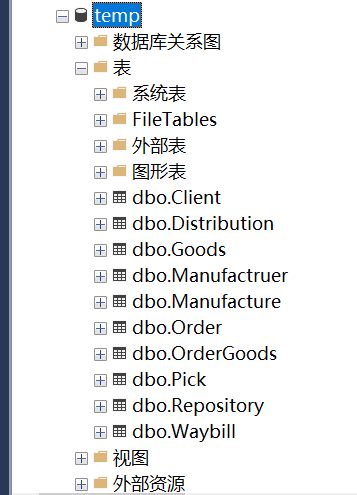 temp
数据库关系图
表
系统表
FileTables
外部表
图形表
dbo.Client
dbo.Distribution
dbo.Goods
dbo.Manufactruer
dbo.Manufacture
dbo.Order
dbo.OrderGoods
dbo.Pick
dbo.Repository
dbo.Waybill
视图
外部资源